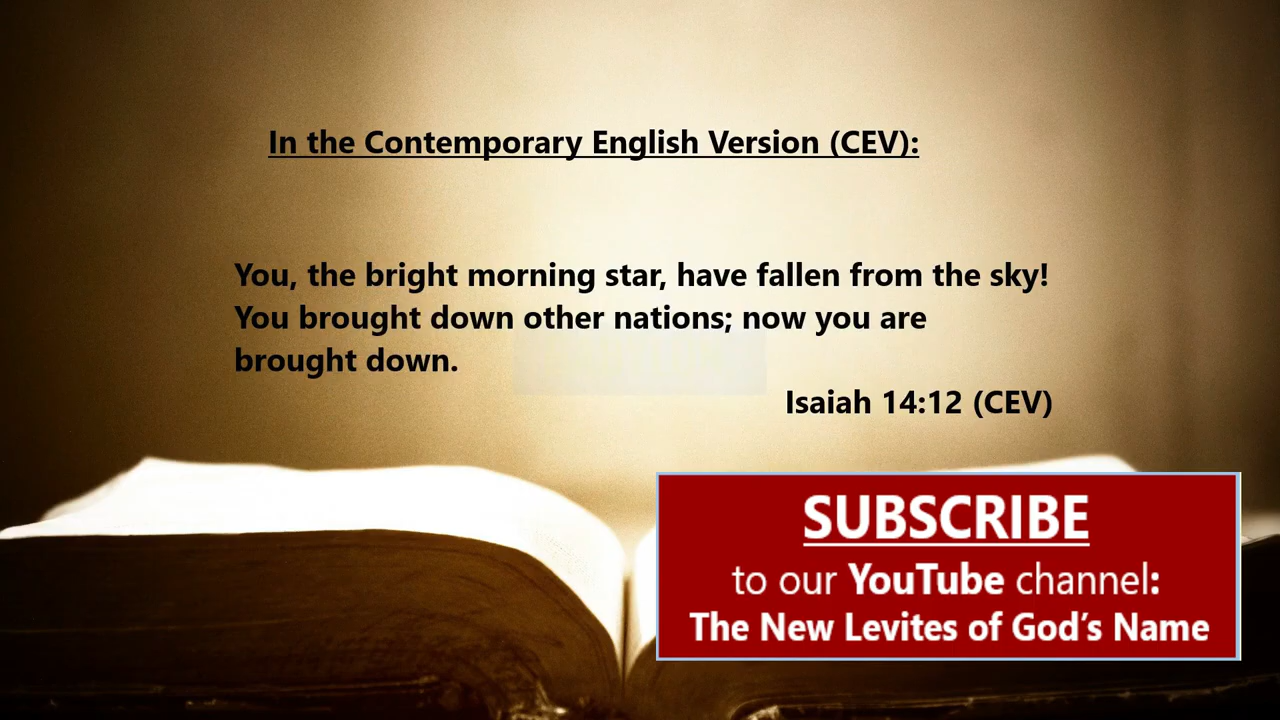 In the Contemporary English Version (CEV):
You, the bright morning star, have fallen from the sky!
You brought down other nations; now you are
brought down.
Isaiah 14:12 (CEV)
SUBSCRIBE
to our YouTube channel:
The New Levites of God's Name